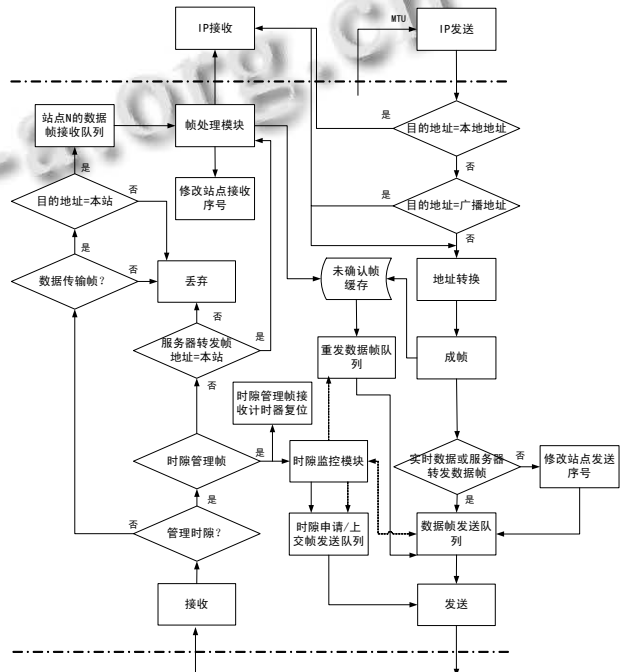 IP接收
MTU
IP发送
站点N的数据
帧接收队列
帧处理模块
是
目的地址=本地地址
是
否
目的地址=本站
否
修改站点接收
序号
是
目的地址=广播地址
是
否
否
数据传输帧?
丢弃
未确认帧
缓存
地址转换
否
是
服务器转发帧
地址=本站
重发数据帧队
列
成帧
否
时隙管理帧接
收计时器复位
时隙管理帧
是
时隙监控模块
实时数据或服务器
转发数据帧
否
修改站点发送
序号
是
是
否
管理时隙?
时隙申请/上
交帧发送队列
数据帧发送队
列
是
接收
发送
a.org.cn